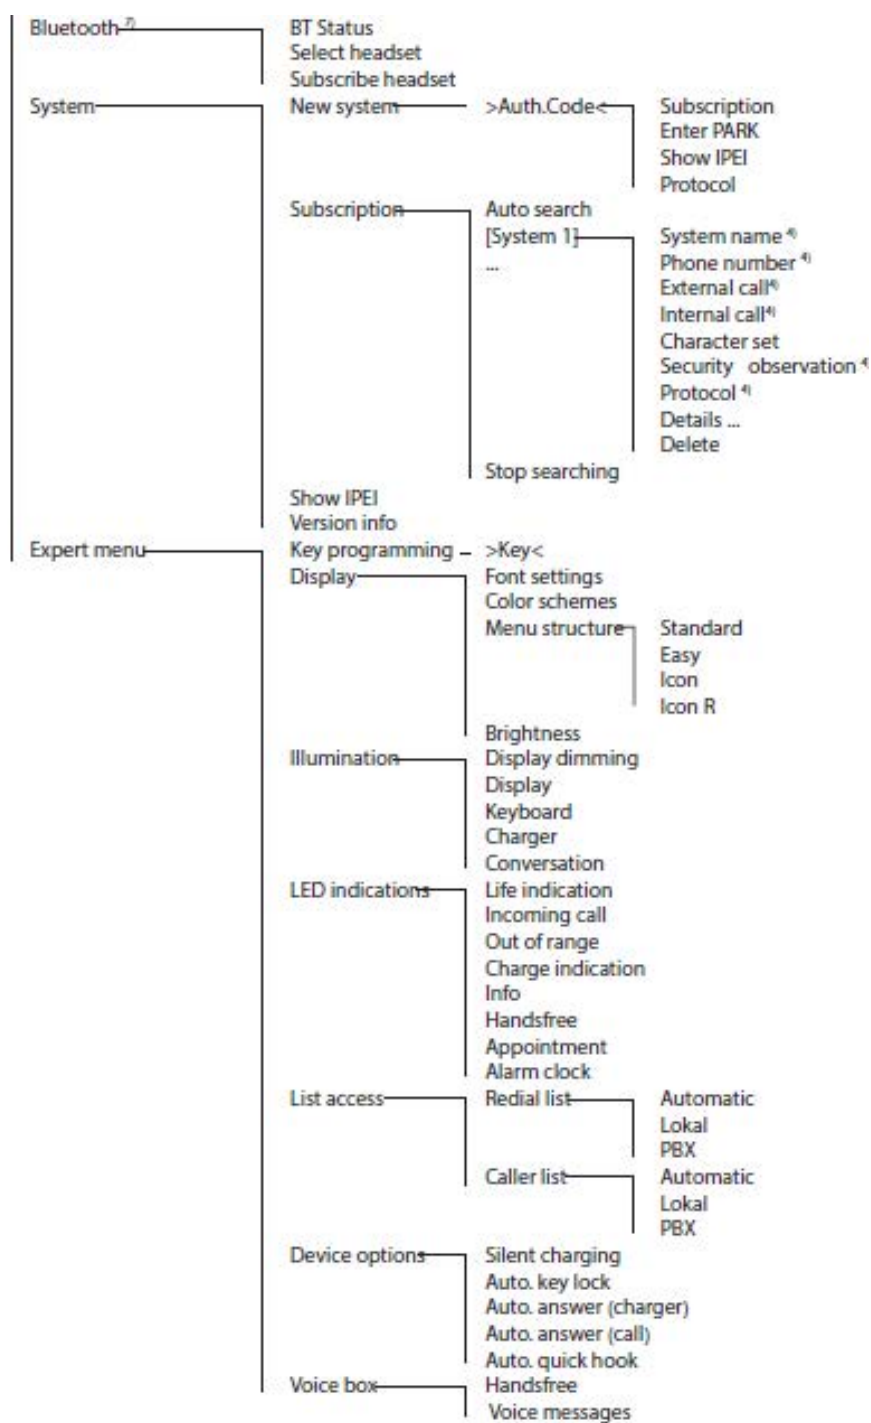 Bluetooth 7) BT Status
Select headset
Subscribe headset
System New system >Auth.Code< Subscription
Enter PARK
Show IPEI
Protocol
Subscription Auto search
[System 1] System name 4)
... Phone number 4)
External call4)
Internal call4)
Character set
Security observation 4)
Protocol 4)
Details ...
Delete
Stop searching
Show IPEI
Version info
Expert menu Key programming – >Key<
Display Font settings
Color schemes
Menu structure Standard
Easy
Icon
Icon R
Brightness
Illumination Display dimming
Display
Keyboard
Charger
Conversation
LED indications Life indication
Incoming call
Out of range
Charge indication
Info
Handsfree
Appointment
Alarm clock
List access Redial list Automatic
Lokal
PBX
Caller list Automatic
Lokal
PBX
Device options Silent charging
Auto. key lock
Auto. answer (charger)
Auto. answer (call)
Auto. quick hook
Voice box Handsfree
Voice messages